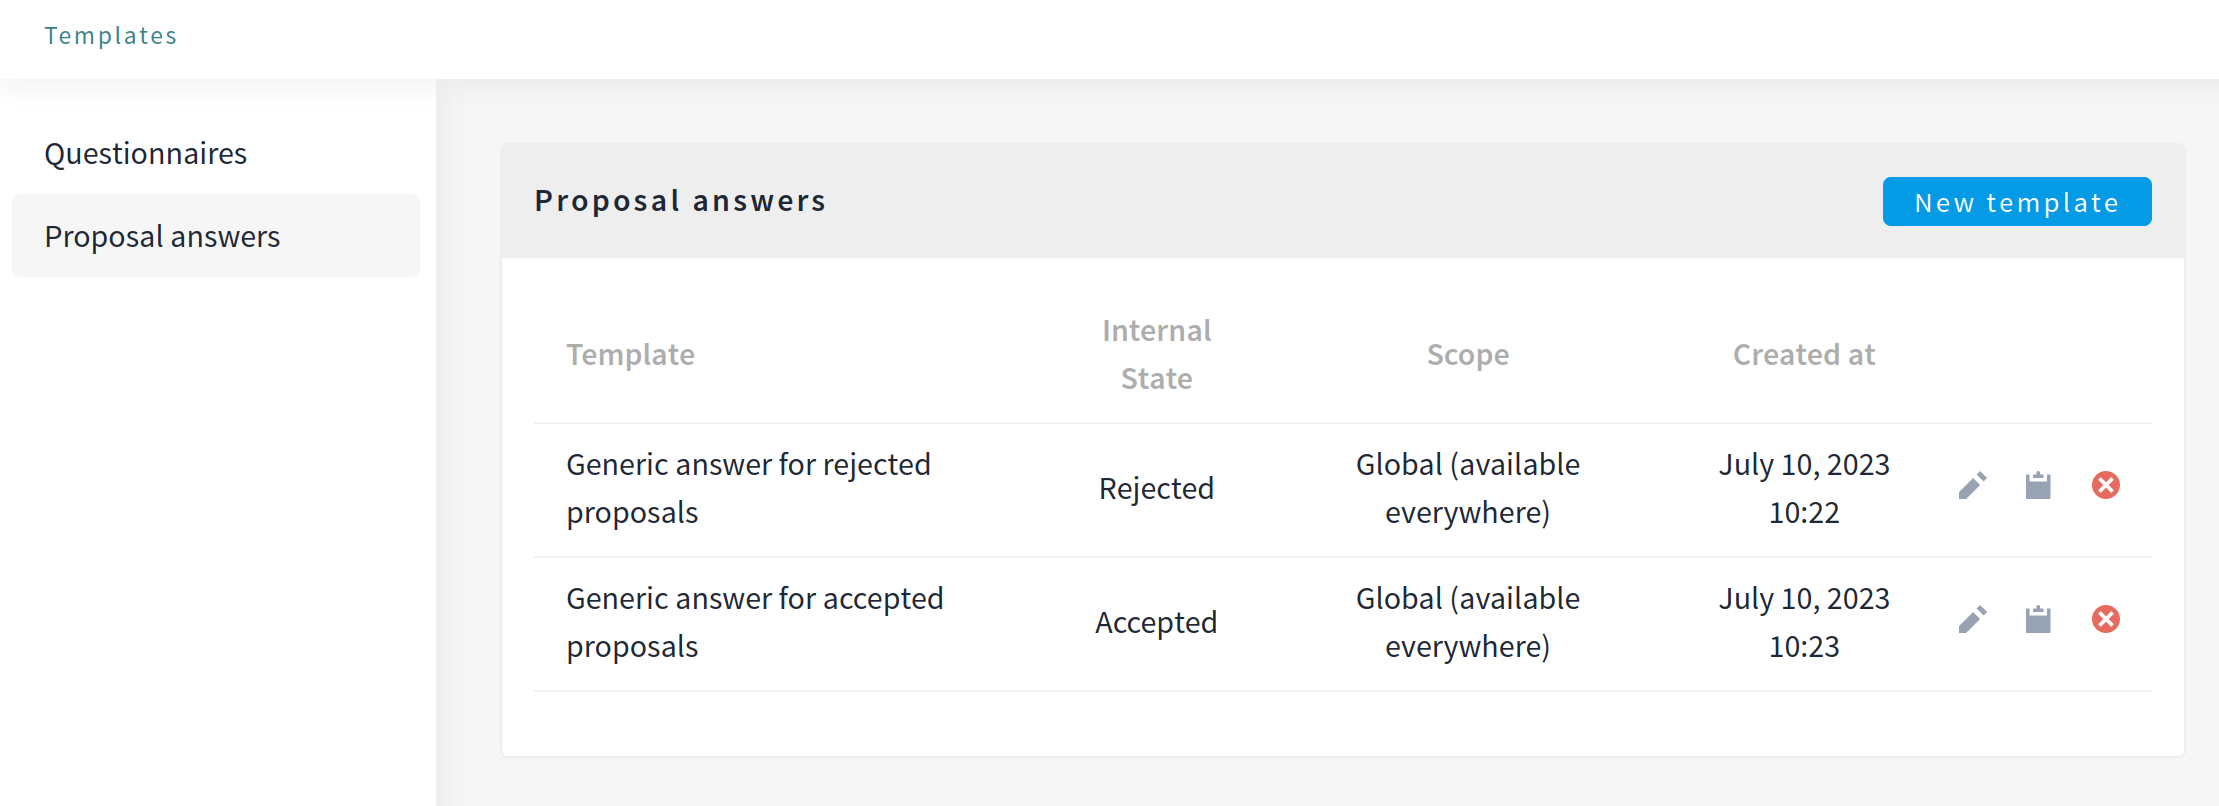 Templates
Questionnaires
Proposal answers
Proposal answers
New template
Template
Internal
State
Scope
Created at
Generic answer for rejected
proposals
Rejected
Global (available
everywhere)
July 10, 2023
10:22
Generic answer for accepted
proposals
Accepted
Global (available
everywhere)
July 10, 2023
10:23